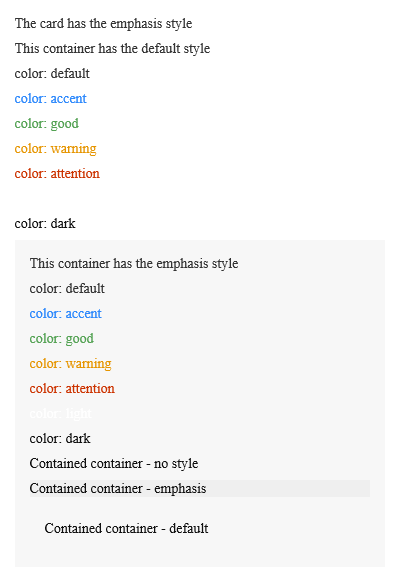 The card has the emphasis style
This container has the default style
color: default
color: accent
color: good
color: warning
color: attention
color: dark
This container has the emphasis style
color: default
color: accent
color: good
color: warning
color: attention
color: light
color: dark
Contained container - no style
Contained container - emphasis
Contained container - default